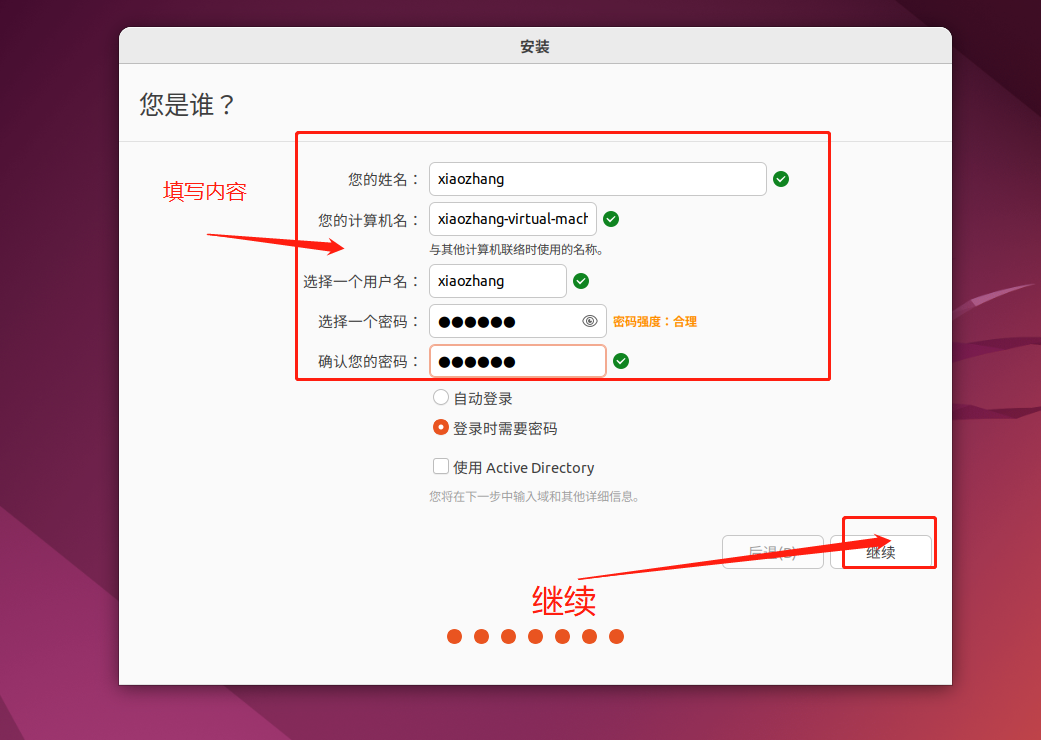 安装
您是谁？
填写内容
您的姓名： xiaozhang
您的计算机名： xiaozhang-virtual-mach
与其他计算机联络时使用的名称。
选择一个用户名： xiaozhang
选择一个密码： ●●●●●● 密码强度：合理
确认您的密码： ●●●●●●
自动登录
登录时需要密码
使用 Active Directory
您将在下一步中输入域和其他详细信息。
后退(B) 继续
继续